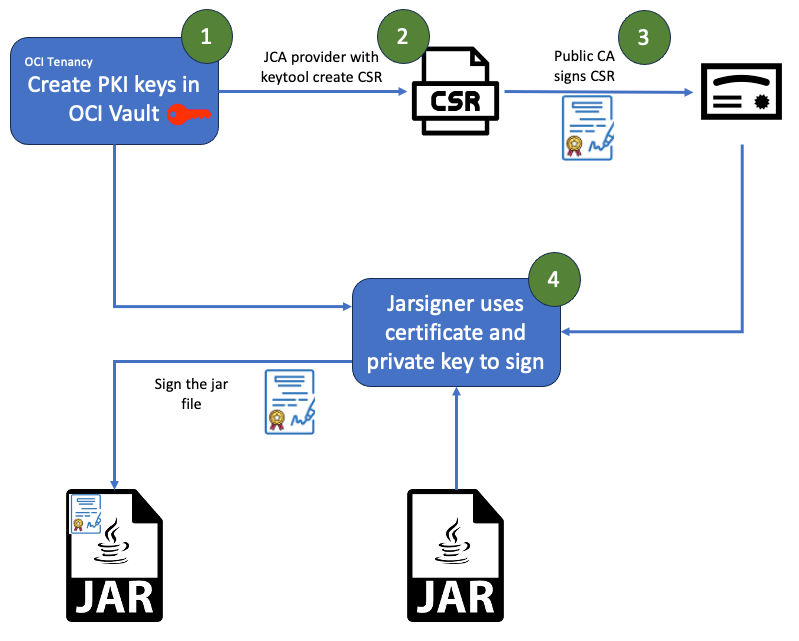 1
OCI Tenancy
Create PKI keys in
OCI Vault
JCA provider with
keytool create CSR
2
CSR
Public CA
signs CSR
3
4
Jarsigner uses
certificate and
private key to sign
Sign the jar
file
JAR
JAR